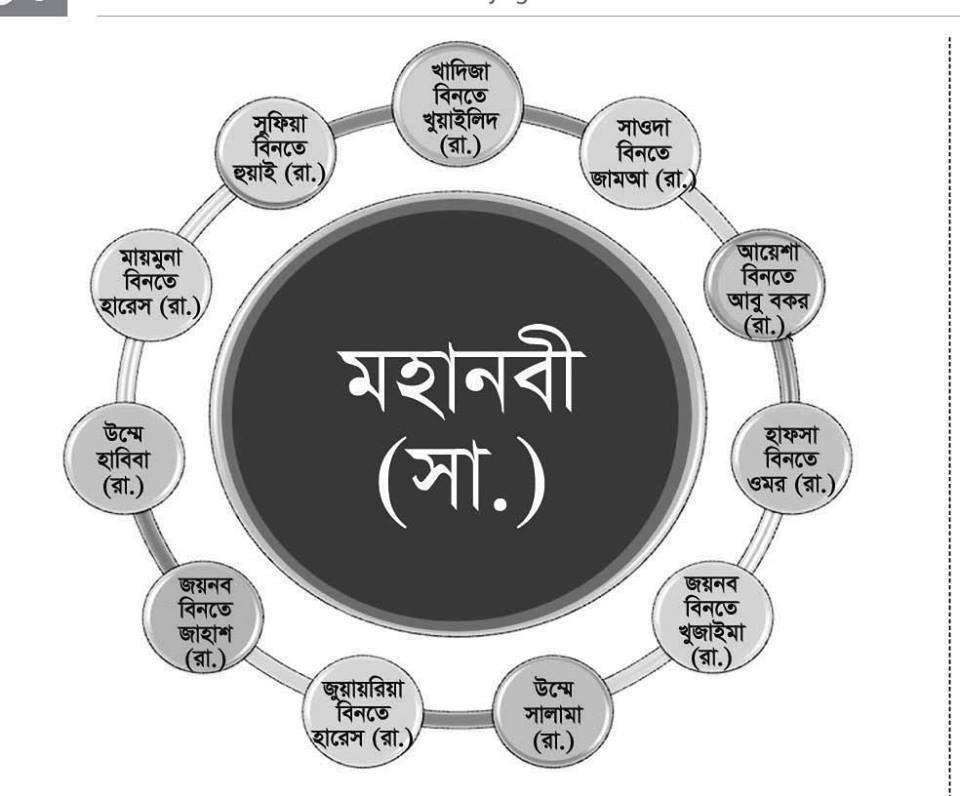 খাদিজা
বিনতে
খুয়াইলিদ
(রা.)
সাওদা
বিনতে
জামআ (রা.)
আয়েশা
বিনতে
আবু বকর
(রা.)
হাফসা
বিনতে
ওমর (রা.)
জয়নব
বিনতে
খুজাইমা
(রা.)
উম্মে
সালামা
(রা.)
জুয়ায়রিয়া
বিনতে
হারেস (রা.)
জয়নব
বিনতে
জাহাশ
(রা.)
উম্মে
হাবিবা
(রা.)
মায়মুনা
বিনতে
হারেস (রা.)
সুফিয়া
বিনতে
হুয়াই (রা.)
মহানবী
(সা.)